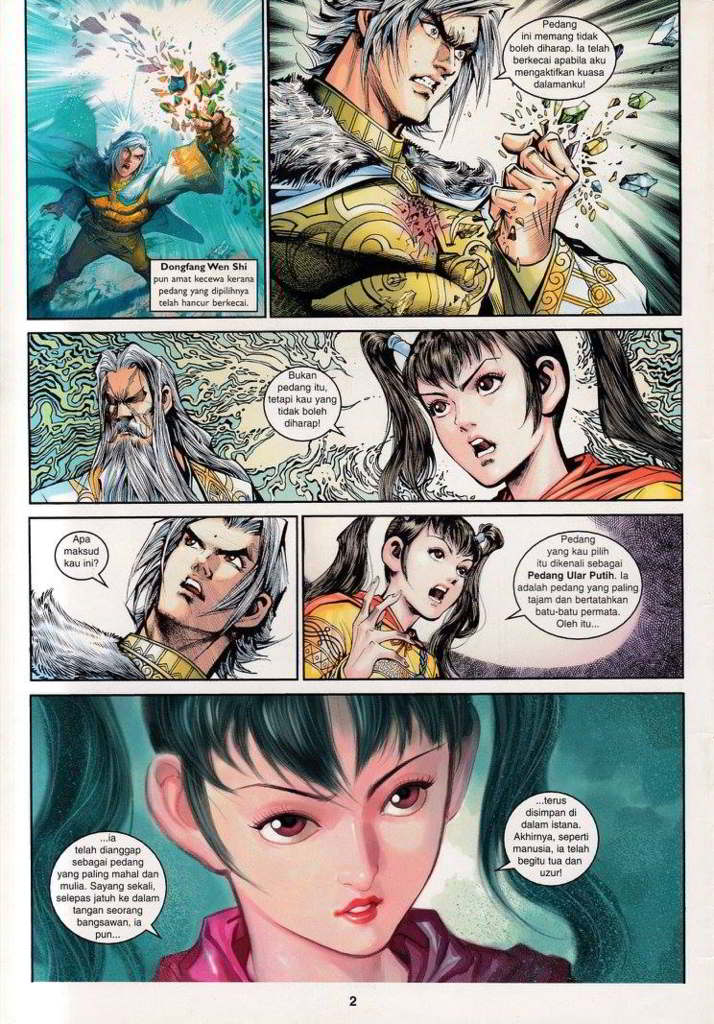 Dongfang Wen Shi
pun amat kecewa kerana
pedang yang dipilihnya
telah hancur berkecai.
Pedang
ini memang tidak
boleh diharap. Ia telah
berkecai apabila aku
mengaktifkan kuasa
dalamanku!
Bukan
pedang itu,
tetapi kau yang
tidak boleh
diharap!
Apa
maksud
kau ini?
Pedang
yang kau pilih
itu dikenali sebagai
Pedang Ular Putih. Ia
adalah pedang yang paling
tajam dan bertatahkan
batu-batu permata.
Oleh itu...
...ia
telah dianggap
sebagai pedang
yang paling mahal dan
mulia. Sayang sekali,
selepas jatuh ke dalam
tangan seorang
bangsawan, ia
pun...
...terus
disimpan di
dalam istana.
Akhirnya, seperti
manusia, ia telah
begitu tua dan
uzur!
2